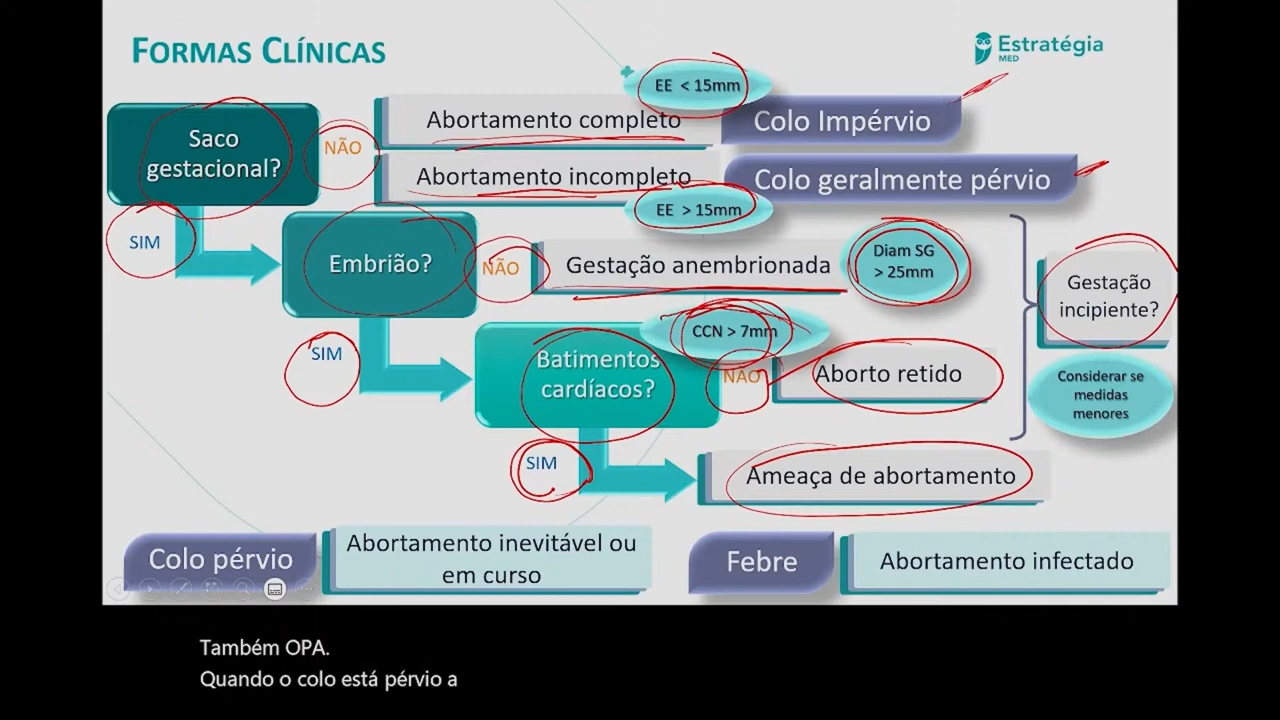 FORMAS CLÍNICAS
Estratégia
MED
Saco
gestacional?
NÃO
Abortamento completo
EE < 15mm
Colo Impérvio
Abortamento incompleto
EE > 15mm
Colo geralmente pérvio
SIM
Embrião?
NÃO
Gestação anembrionada
Diam SG
> 25mm
Gestação
incipiente?
SIM
Batimentos
cardíacos?
CCN > 7mm
NÃO
Aborto retido
Considerar se
medidas
menores
SIM
Ameaça de abortamento
Colo pérvio
Abortamento inevitável ou
em curso
Febre
Abortamento infectado
Também OPA.
Quando o colo está pérvio a